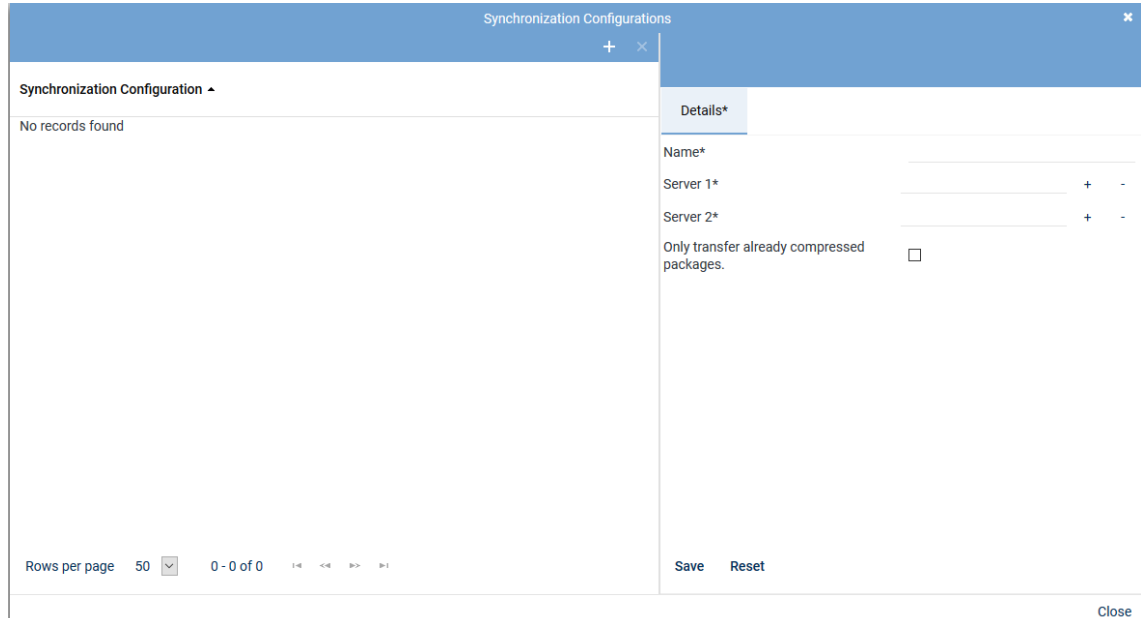 Synchronization Configurations
Synchronization Configuration
No records found
Rows per page 50 0 - 0 of 0
Details*
Name*
Server 1* + -
Server 2* + -
Only transfer already compressed
packages.
Save Reset
Close